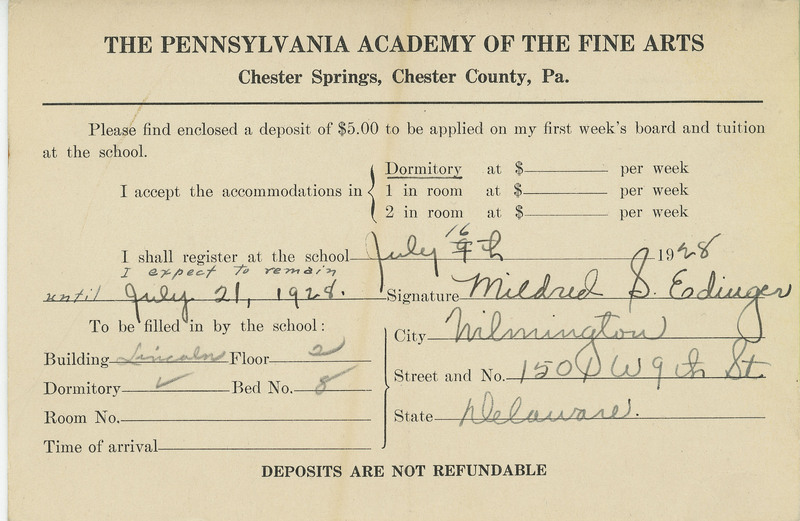 THE PENNSYLVANIA ACADEMY OF THE FINE ARTS
Chester Springs, Chester County, Pa.
Please find enclosed a deposit of $5.00 to be applied on my first week's board and tuition
at the school.
I accept the accommodations in { Dormitory at $ per week
1 in room at $ per week
2 in room at $ per week
16
I shall register at the school July 9th 1928
I expect to remain
until July 21, 1928. Signature Mildred S. Edinger
To be filled in by the school:
Building Lincoln Floor 2
Dormitory ✓ Bed No. 8
Room No.
Time of arrival
City Wilmington
Street and No. 1501 W 9th St.
State Delaware.
DEPOSITS ARE NOT REFUNDABLE